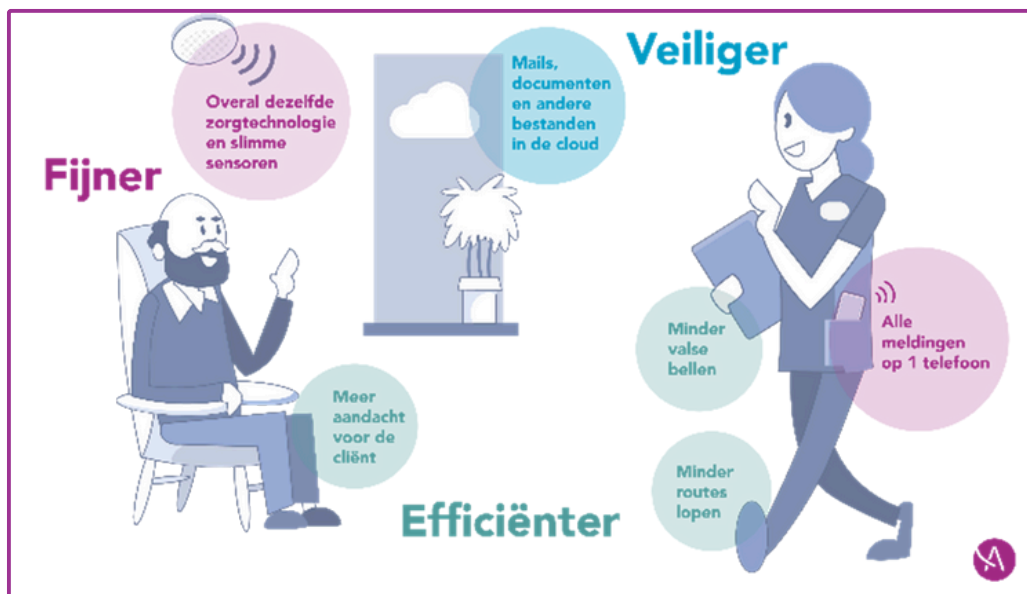 Veiliger
Overal dezelfde
zorgtechnologie
en slimme
sensoren
Mails,
documenten
en andere
bestanden
in de cloud
Fijner
Alle
meldingen
op 1 telefoon
Minder
valse
bellen
Meer
aandacht
voor de
cliënt
Minder
routes
lopen
Efficiënter